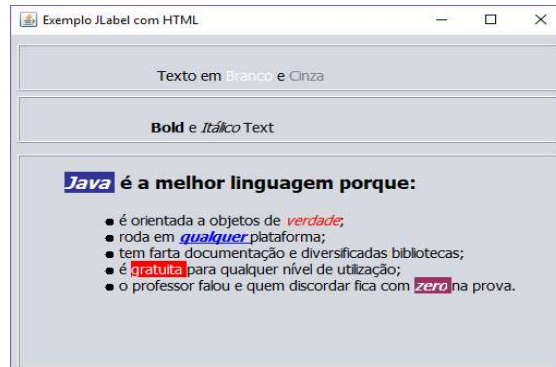 Exemplo JLabel com HTML
Texto em Branco e Cinza
Bold e Itálico Text
Java é a melhor linguagem porque:
é orientada a objetos de verdade;
roda em qualquer plataforma;
tem farta documentação e diversificadas bibliotecas;
é gratuita para qualquer nível de utilização;
o professor falou e quem discordar fica com zero na prova.